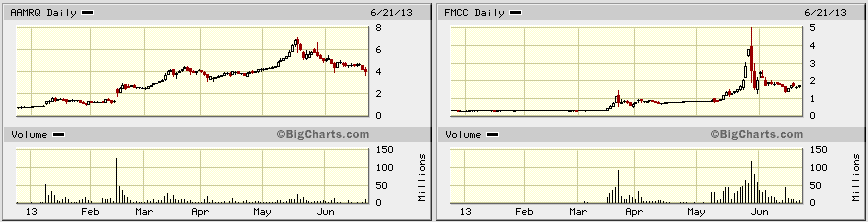 AAMRQ Daily 6/21/13
8
6
4
2
0
Volume ©BigCharts.com
150
100
50
0
Millions
13 Feb Mar Apr May Jun
FMCC Daily 6/21/13
5
4
3
2
1
0
Volume ©BigCharts.com
150
100
50
0
Millions
13 Feb Mar Apr May Jun